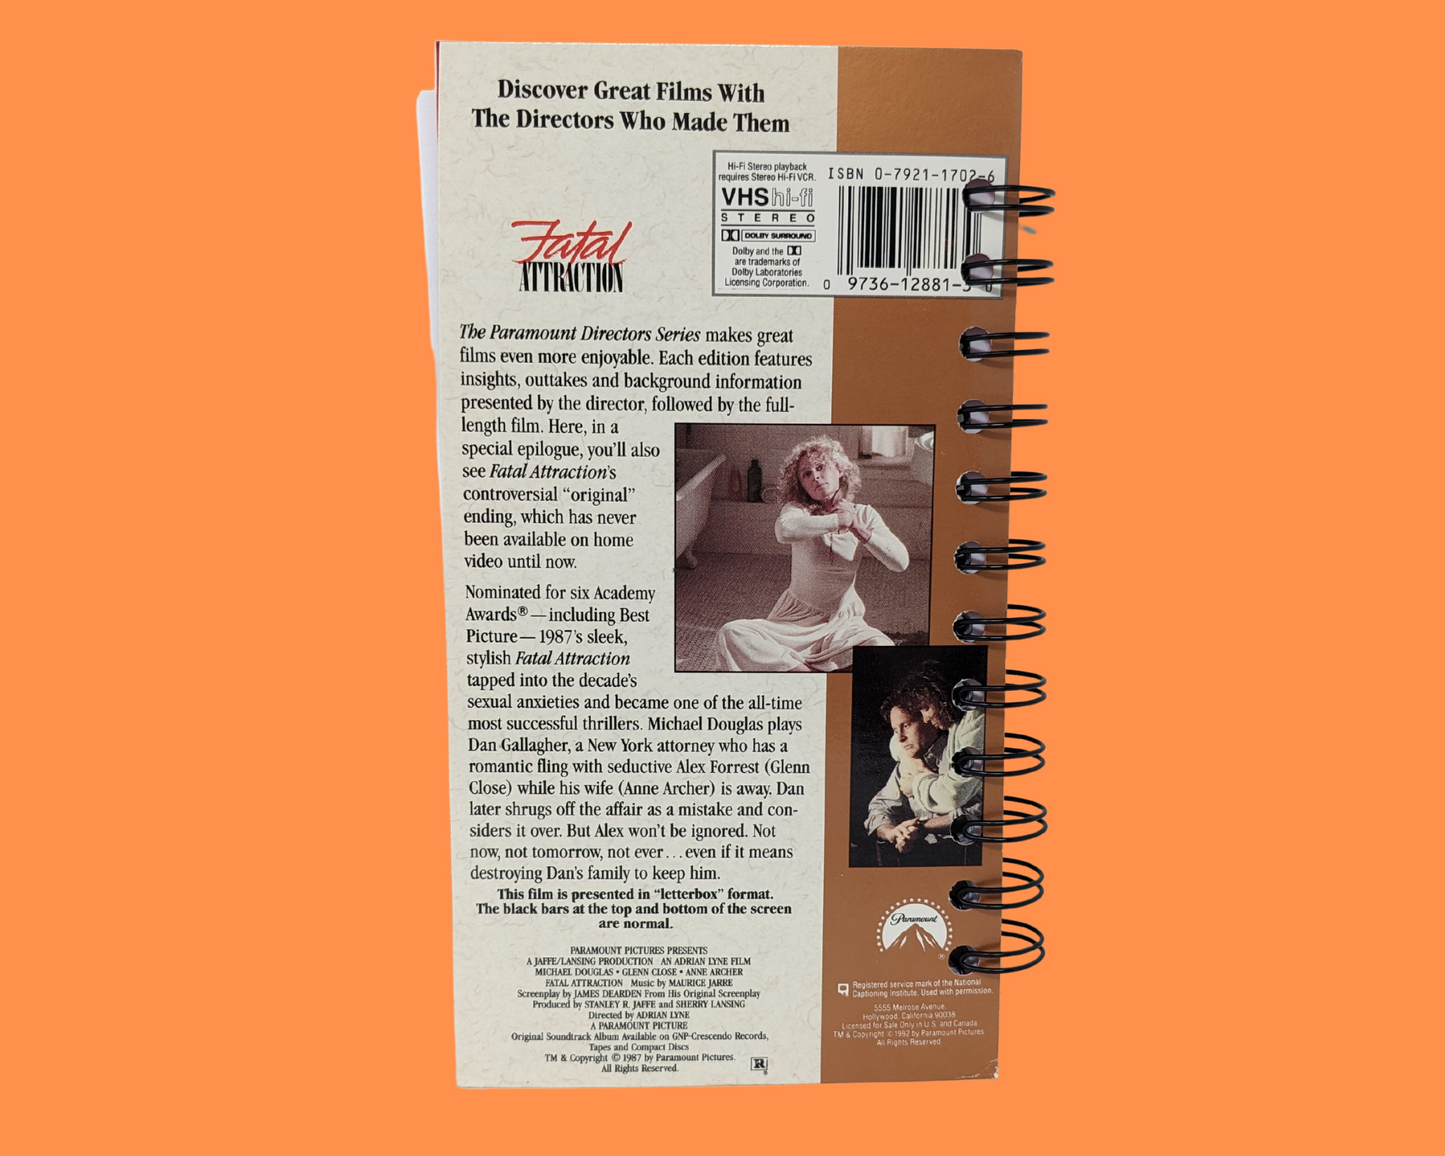 Discover Great Films With
The Directors Who Made Them
Hi-Fi Stereo playback
requires Stereo Hi-Fi VCR.
VHS hi-fi
STEREO
DOLBY SURROUND
Dolby and the
are trademarks of
Dolby Laboratories
Licensing Corporation.
ISBN 0-7921-1702-6
0 9736-12881-3 0
Fatal
ATTRACTION
The Paramount Directors Series makes great
films even more enjoyable. Each edition features
insights, outtakes and background information
presented by the director, followed by the full-
length film. Here, in a
special epilogue, you'll also
see Fatal Attraction's
controversial “original”
ending, which has never
been available on home
video until now.
Nominated for six Academy
Awards® — including Best
Picture — 1987's sleek,
stylish Fatal Attraction
tapped into the decade's
sexual anxieties and became one of the all-time
most successful thrillers. Michael Douglas plays
Dan Gallagher, a New York attorney who has a
romantic fling with seductive Alex Forrest (Glenn
Close) while his wife (Anne Archer) is away. Dan
later shrugs off the affair as a mistake and con-
siders it over. But Alex won't be ignored. Not
now, not tomorrow, not ever...even if it means
destroying Dan's family to keep him.
This film is presented in “letterbox” format.
The black bars at the top and bottom of the screen
are normal.
PARAMOUNT PICTURES PRESENTS
A JAFFE/LANSING PRODUCTION AN ADRIAN LYNE FILM
MICHAEL DOUGLAS • GLENN CLOSE • ANNE ARCHER
FATAL ATTRACTION Music by MAURICE JARRE
Screenplay by JAMES DEARDEN From His Original Screenplay
Produced by STANLEY R. JAFFE and SHERRY LANSING
Directed by ADRIAN LYNE
A PARAMOUNT PICTURE
Original Soundtrack Album Available on GNP-Crescendo Records,
Tapes and Compact Discs
TM & Copyright © 1987 by Paramount Pictures.
All Rights Reserved.
R
®
Paramount
®
Registered service mark of the National
Captioning Institute. Used with permission.
5555 Melrose Avenue,
Hollywood, California 90038
Licensed for Sale Only in U.S. and Canada.
TM & Copyright © 1992 by Paramount Pictures.
All Rights Reserved.